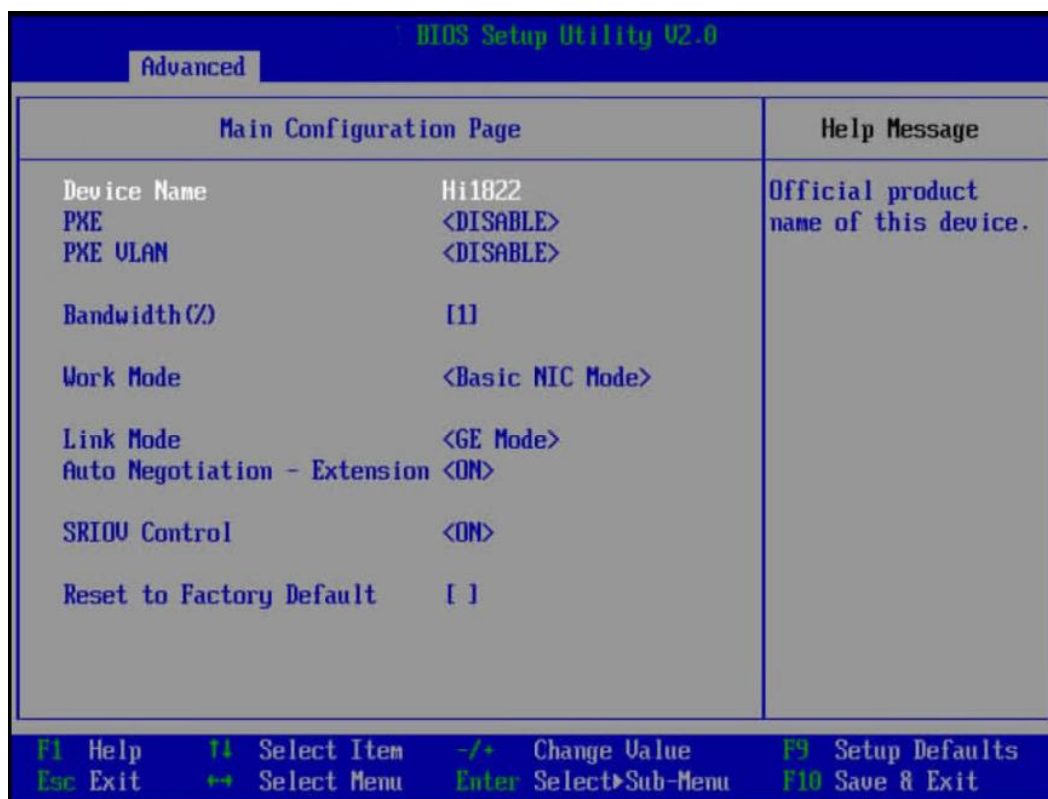 BIOS Setup Utility V2.0
Advanced
Main Configuration Page
Help Message
Device Name Hi1822
PXE <DISABLE>
PXE VLAN <DISABLE>
Bandwidth(%) [1]
Work Mode <Basic NIC Mode>
Link Mode <GE Mode>
Auto Negotiation - Extension <ON>
SRIOV Control <ON>
Reset to Factory Default [ ]
Official product
name of this device.
F1 Help ↑↓ Select Item -/+ Change Value F9 Setup Defaults
Esc Exit ←→ Select Menu Enter Select▶Sub-Menu F10 Save & Exit